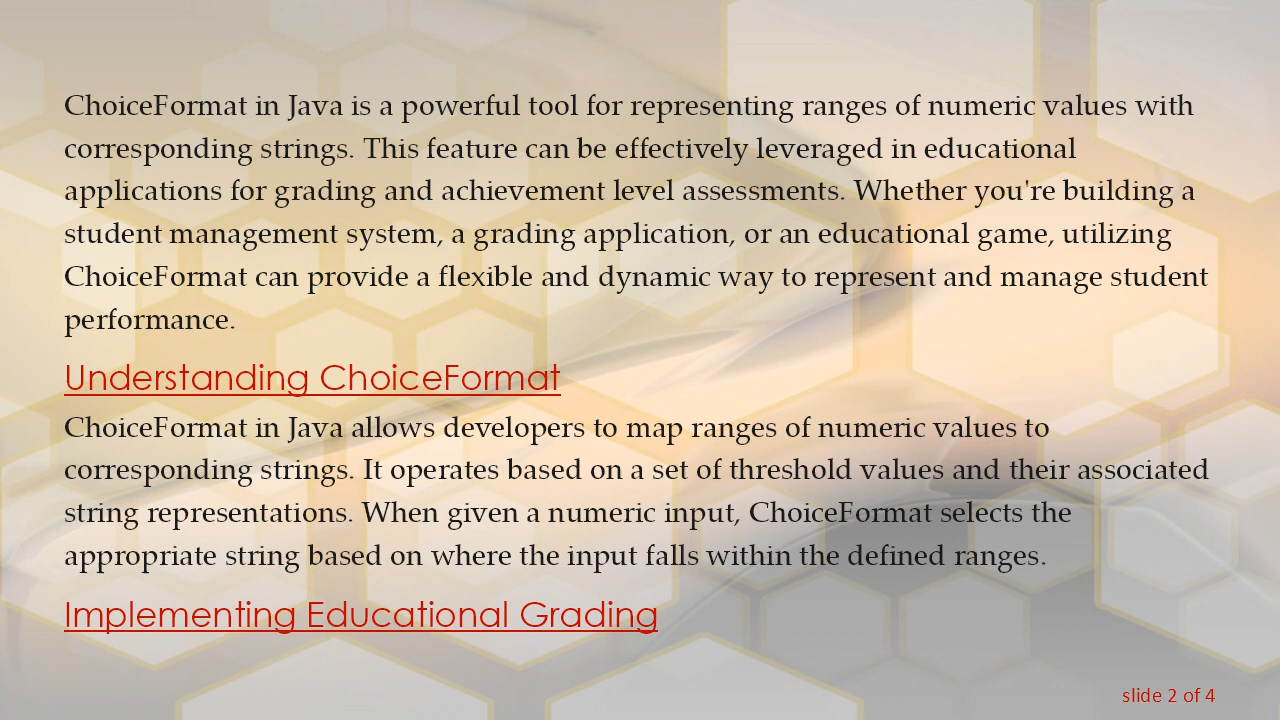 ChoiceFormat in Java is a powerful tool for representing ranges of numeric values with
corresponding strings. This feature can be effectively leveraged in educational
applications for grading and achievement level assessments. Whether you're building a
student management system, a grading application, or an educational game, utilizing
ChoiceFormat can provide a flexible and dynamic way to represent and manage student
performance.
Understanding ChoiceFormat
ChoiceFormat in Java allows developers to map ranges of numeric values to
corresponding strings. It operates based on a set of threshold values and their associated
string representations. When given a numeric input, ChoiceFormat selects the
appropriate string based on where the input falls within the defined ranges.
Implementing Educational Grading
slide 2 of 4